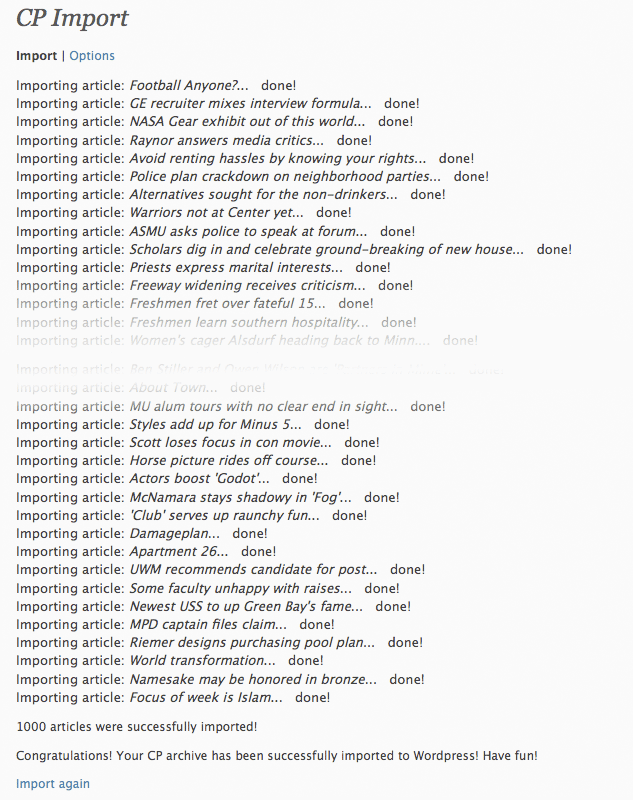 CP Import
Import | Options
Importing article: Football Anyone?... done!
Importing article: GE recruiter mixes interview formula... done!
Importing article: NASA Gear exhibit out of this world... done!
Importing article: Raynor answers media critics... done!
Importing article: Avoid renting hassles by knowing your rights... done!
Importing article: Police plan crackdown on neighborhood parties... done!
Importing article: Alternatives sought for the non-drinkers... done!
Importing article: Warriors not at Center yet... done!
Importing article: ASMU asks police to speak at forum... done!
Importing article: Scholars dig in and celebrate ground-breaking of new house... done!
Importing article: Priests express marital interests... done!
Importing article: Freeway widening receives criticism... done!
Importing article: Freshmen fret over fateful 15... done!
Importing article: Freshmen learn southern hospitality... done!
Importing article: Women's cager Alsdurf heading back to Minn.... done!
Importing article: Ben Stiller and Owen Wilson are
Importing article: About Town... done!
Importing article: MU alum tours with no clear end in sight... done!
Importing article: Styles add up for Minus 5... done!
Importing article: Scott loses focus in con movie... done!
Importing article: Horse picture rides off course... done!
Importing article: Actors boost 'Godot'... done!
Importing article: McNamara stays shadowy in 'Fog'... done!
Importing article: 'Club' serves up raunchy fun... done!
Importing article: Damageplan... done!
Importing article: Apartment 26... done!
Importing article: UWM recommends candidate for post... done!
Importing article: Some faculty unhappy with raises... done!
Importing article: Newest USS to up Green Bay's fame... done!
Importing article: MPD captain files claim... done!
Importing article: Riemer designs purchasing pool plan... done!
Importing article: World transformation... done!
Importing article: Namesake may be honored in bronze... done!
Importing article: Focus of week is Islam... done!
1000 articles were successfully imported!
Congratulations! Your CP archive has been successfully imported to Wordpress! Have fun!
Import again